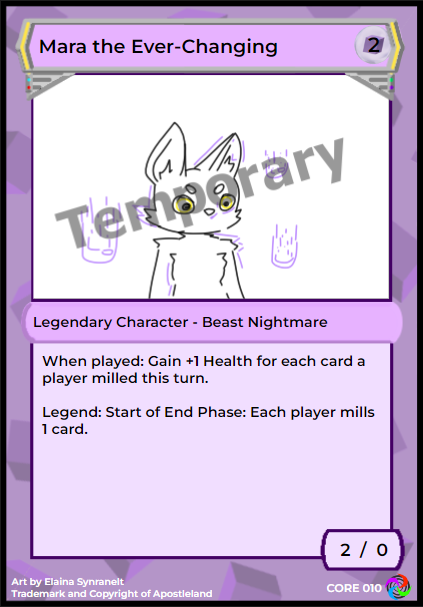 Mara the Ever-Changing
2
Temporary
Legendary Character - Beast Nightmare
When played: Gain +1 Health for each card a
player milled this turn.
Legend: Start of End Phase: Each player mills
1 card.
2 / 0
Art by Elaina Synranelt
Trademark and Copyright of Apostleland
CORE 010